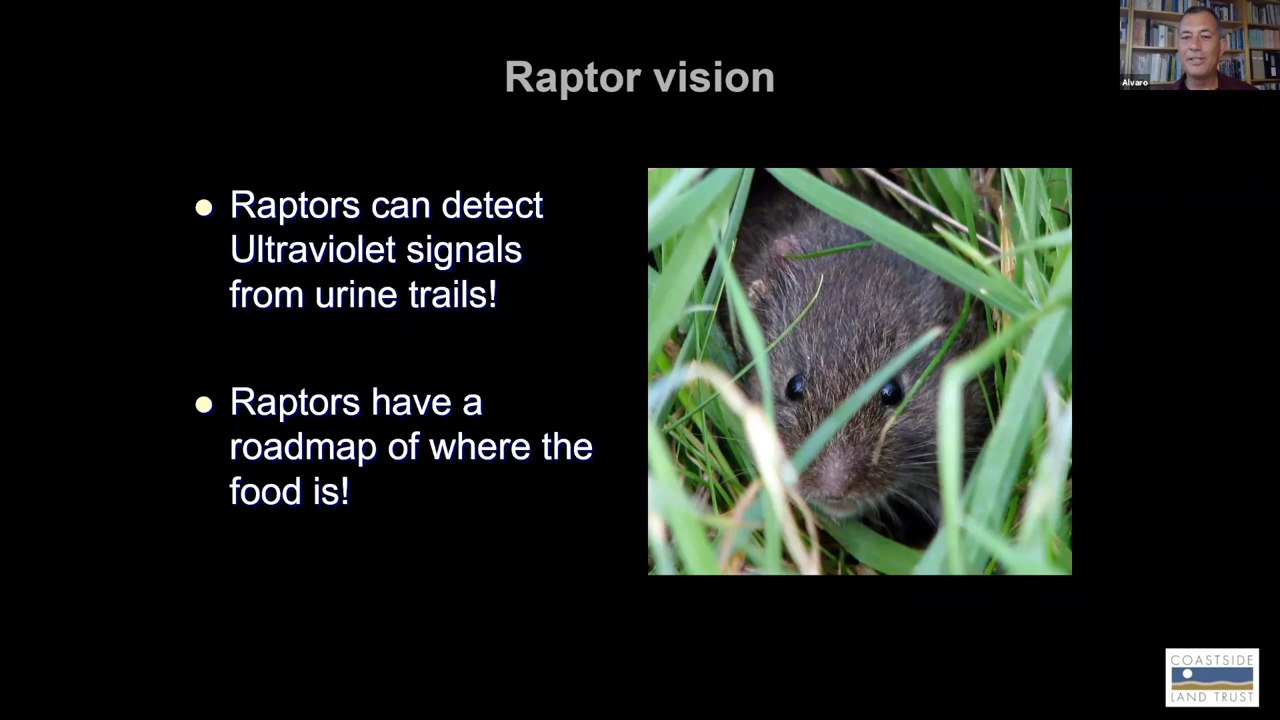 Raptor vision
Alvaro
● Raptors can detect
Ultraviolet signals
from urine trails!
● Raptors have a
roadmap of where the
food is!
COASTSIDE
LAND TRUST